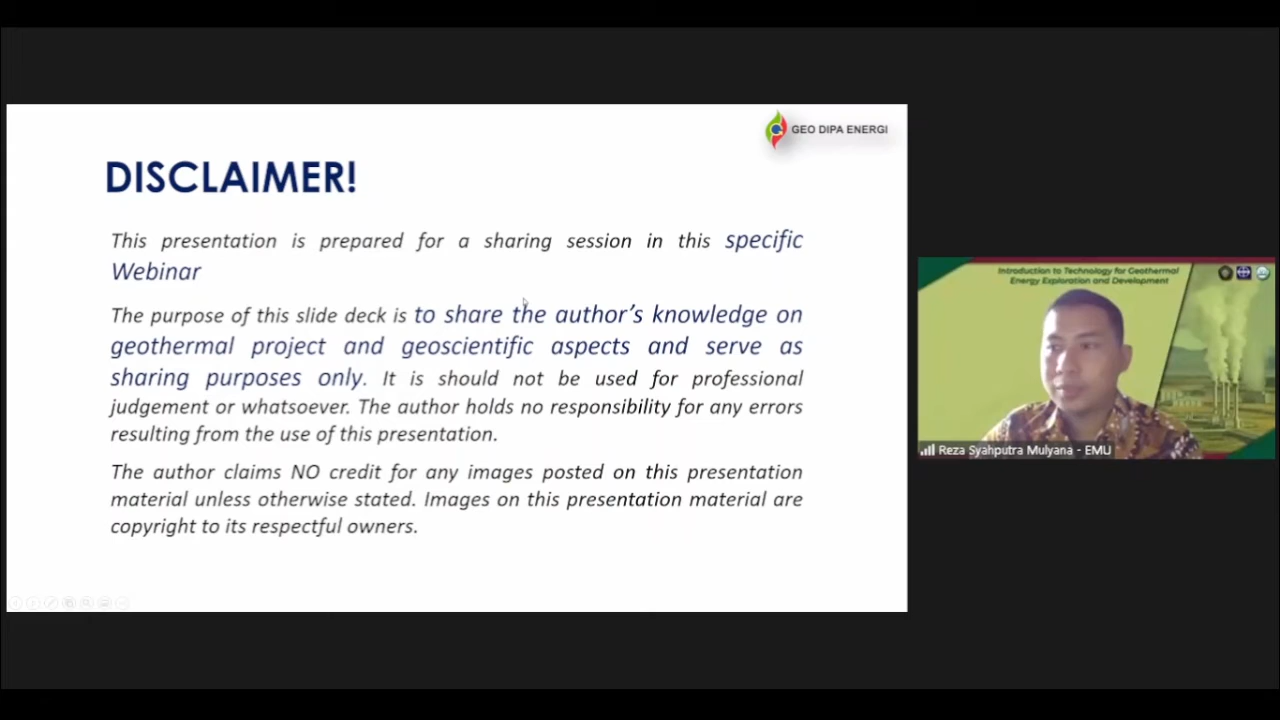 GEO DIPA ENERGI
DISCLAIMER!
This presentation is prepared for a sharing session in this specific
Webinar
The purpose of this slide deck is to share the author's knowledge on
geothermal project and geoscientific aspects and serve as
sharing purposes only. It is should not be used for professional
judgement or whatsoever. The author holds no responsibility for any errors
resulting from the use of this presentation.
The author claims NO credit for any images posted on this presentation
material unless otherwise stated. Images on this presentation material are
copyright to its respectful owners.
Introduction to Technology for Geothermal
Energy Exploration and Development
Reza Syahputra Mulyana - EMU